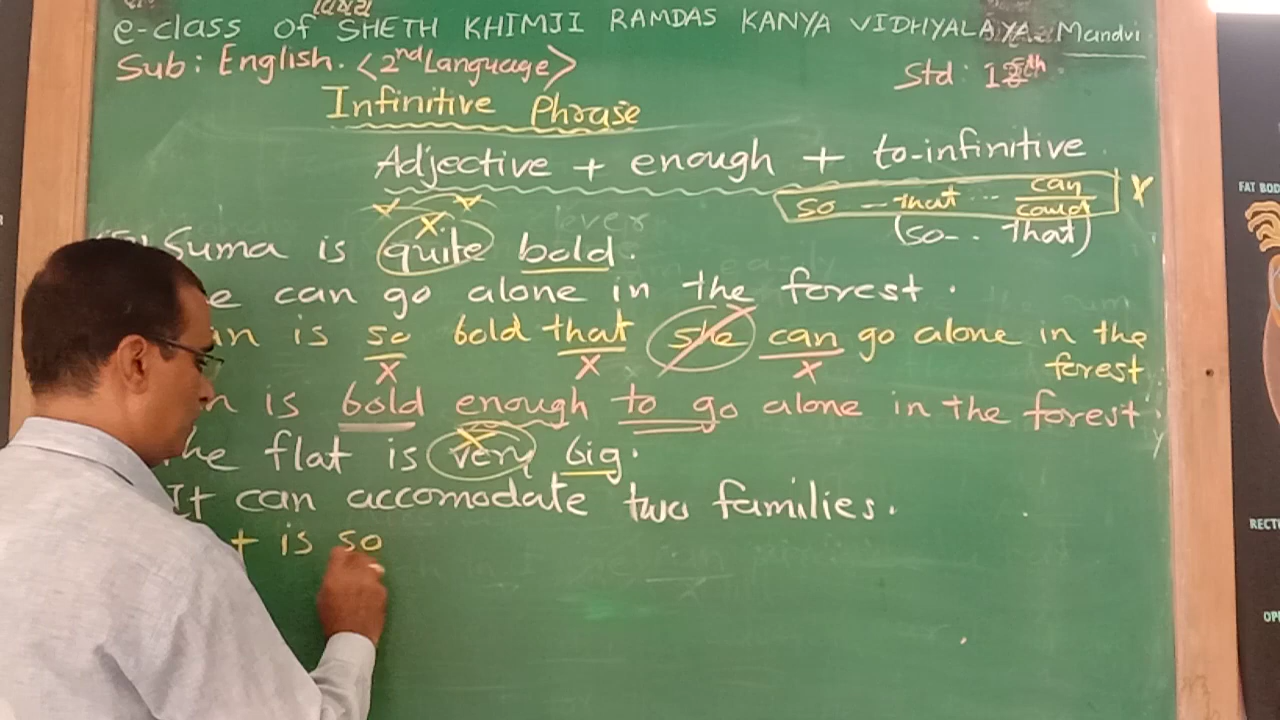 e-class of SHETH KHIMJI RAMDAS KANYA VIDHYALAYA Mandvi
Sub: English. <2nd Language>
Std: 12th
Infinitive Phrase
Adjective + enough + to-infinitive
so - that ... can
could
(so-.. that)
Suma is quite bold.
e can go alone in the forest.
an is so bold that she can go alone in the
forest
n is bold enough to go alone in the forest.
he flat is very big.
It can accomodate two families.
t is so
FAT BOD
RECT
OP